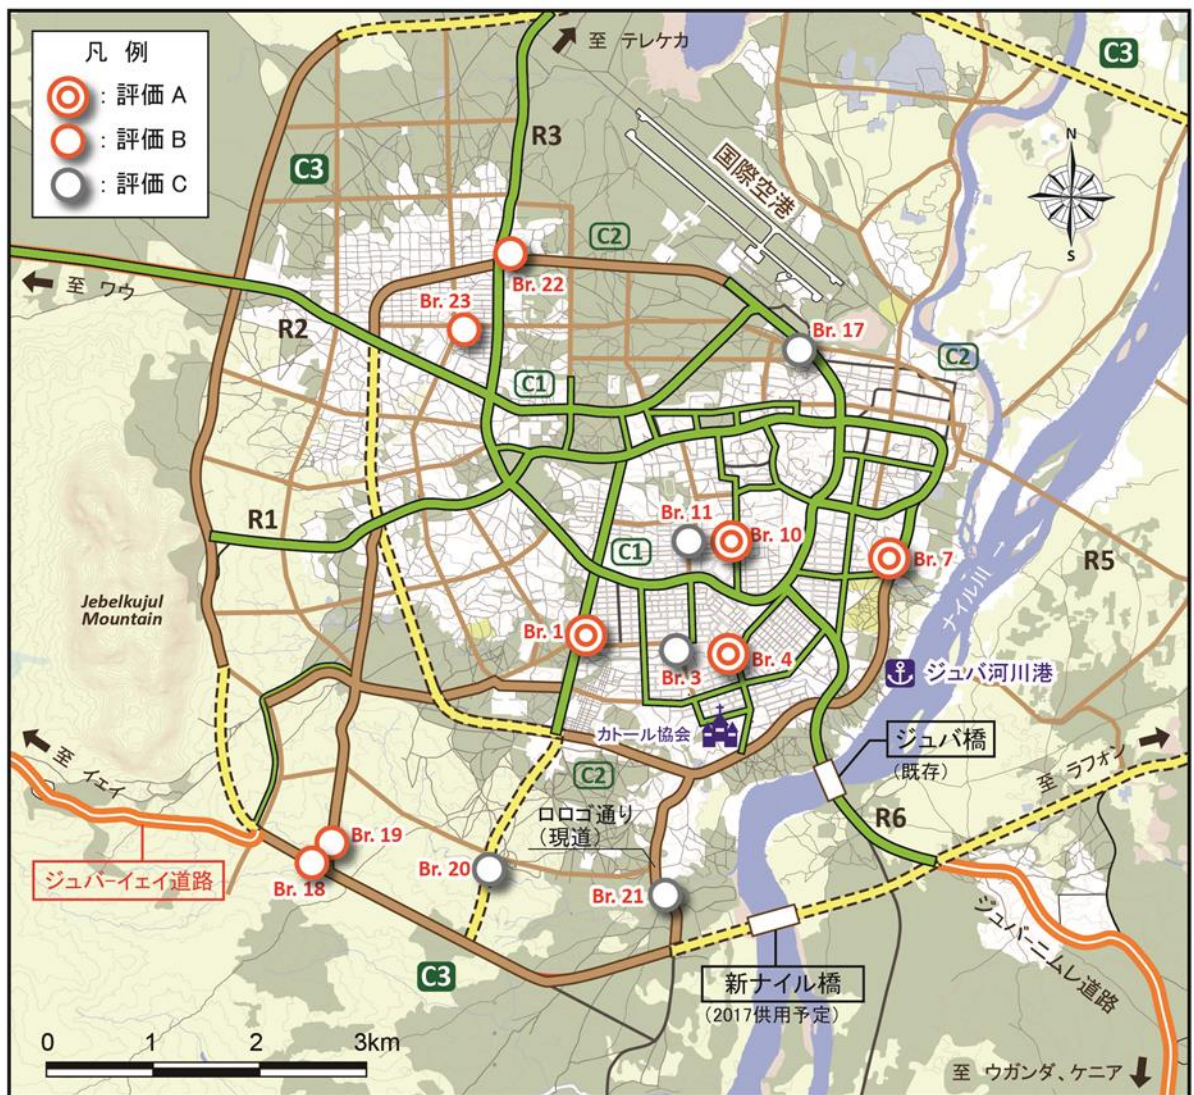 凡 例
：評価 A
：評価 B
：評価 C
至 テレケカ
C3
R3
C3
国際空港
N
S
C2
至 ワウ
Br. 22
Br. 23
R2
Br. 17
C2
C1
R1
Br. 11
Br. 10
C1
Br. 7
R5
ナイル川 →
Jebelkujul
Mountain
Br. 1
Br. 3
Br. 4
ジュバ河川港
カトール協会
ジュバ橋
(既存)
至 ラフォン
至 イェイ
C2
ロロゴ通り
(現道)
R6
ジュバ-イェイ道路
Br. 19
Br. 18
Br. 20
Br. 21
ジュバ-ニムレ道路
C3
新ナイル橋
(2017供用予定)
0 1 2 3km
至 ウガンダ、ケニア